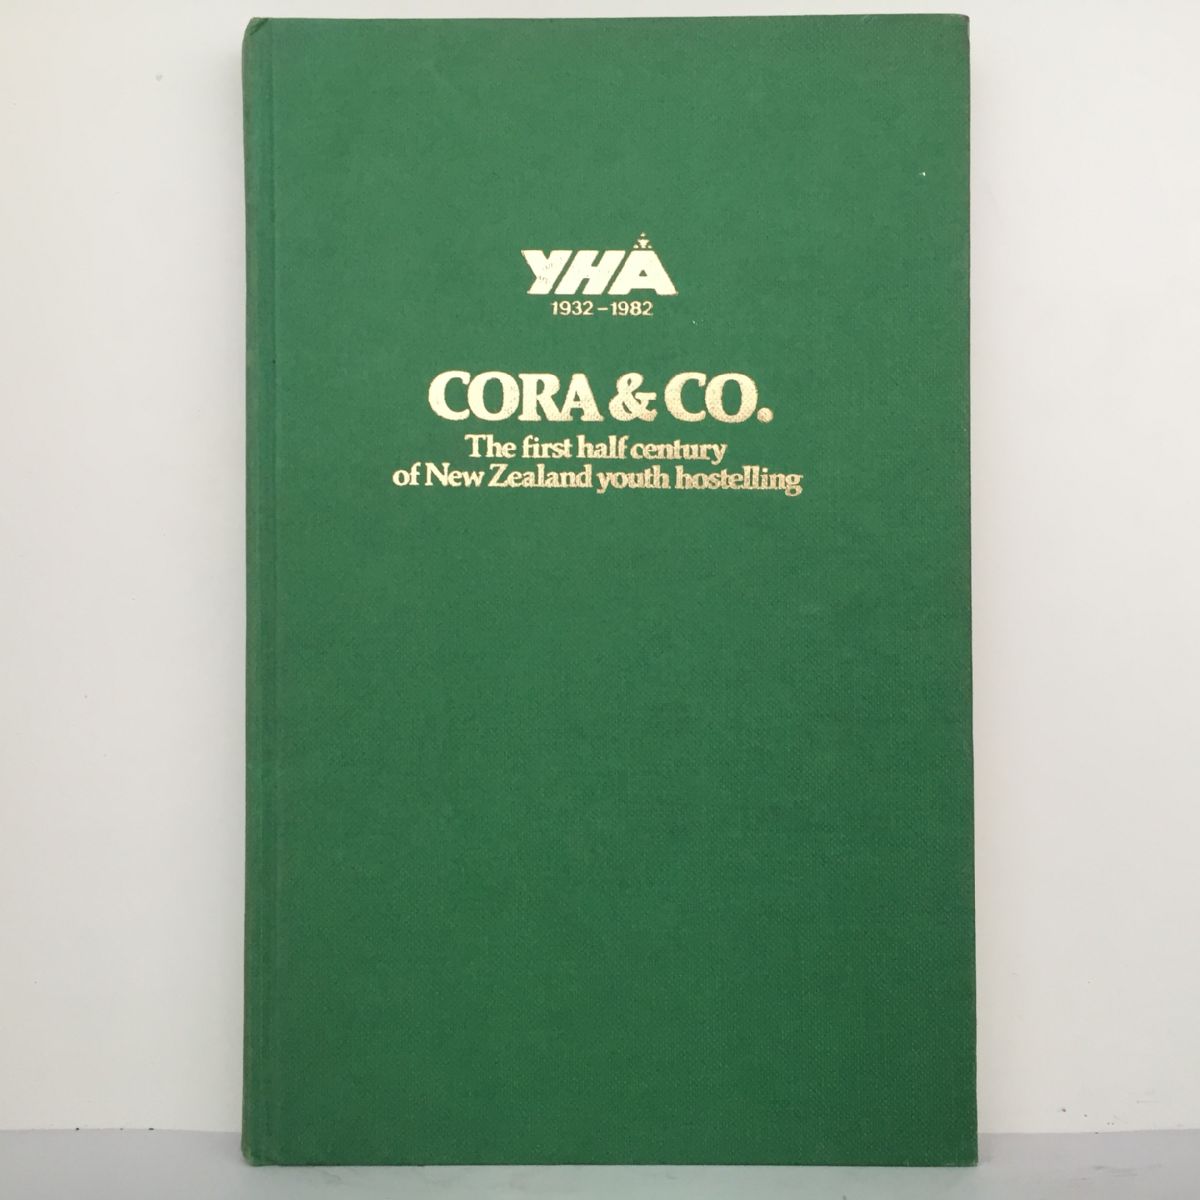 YHA
1932-1982
CORA & CO.
The first half century
of New Zealand youth hostelling